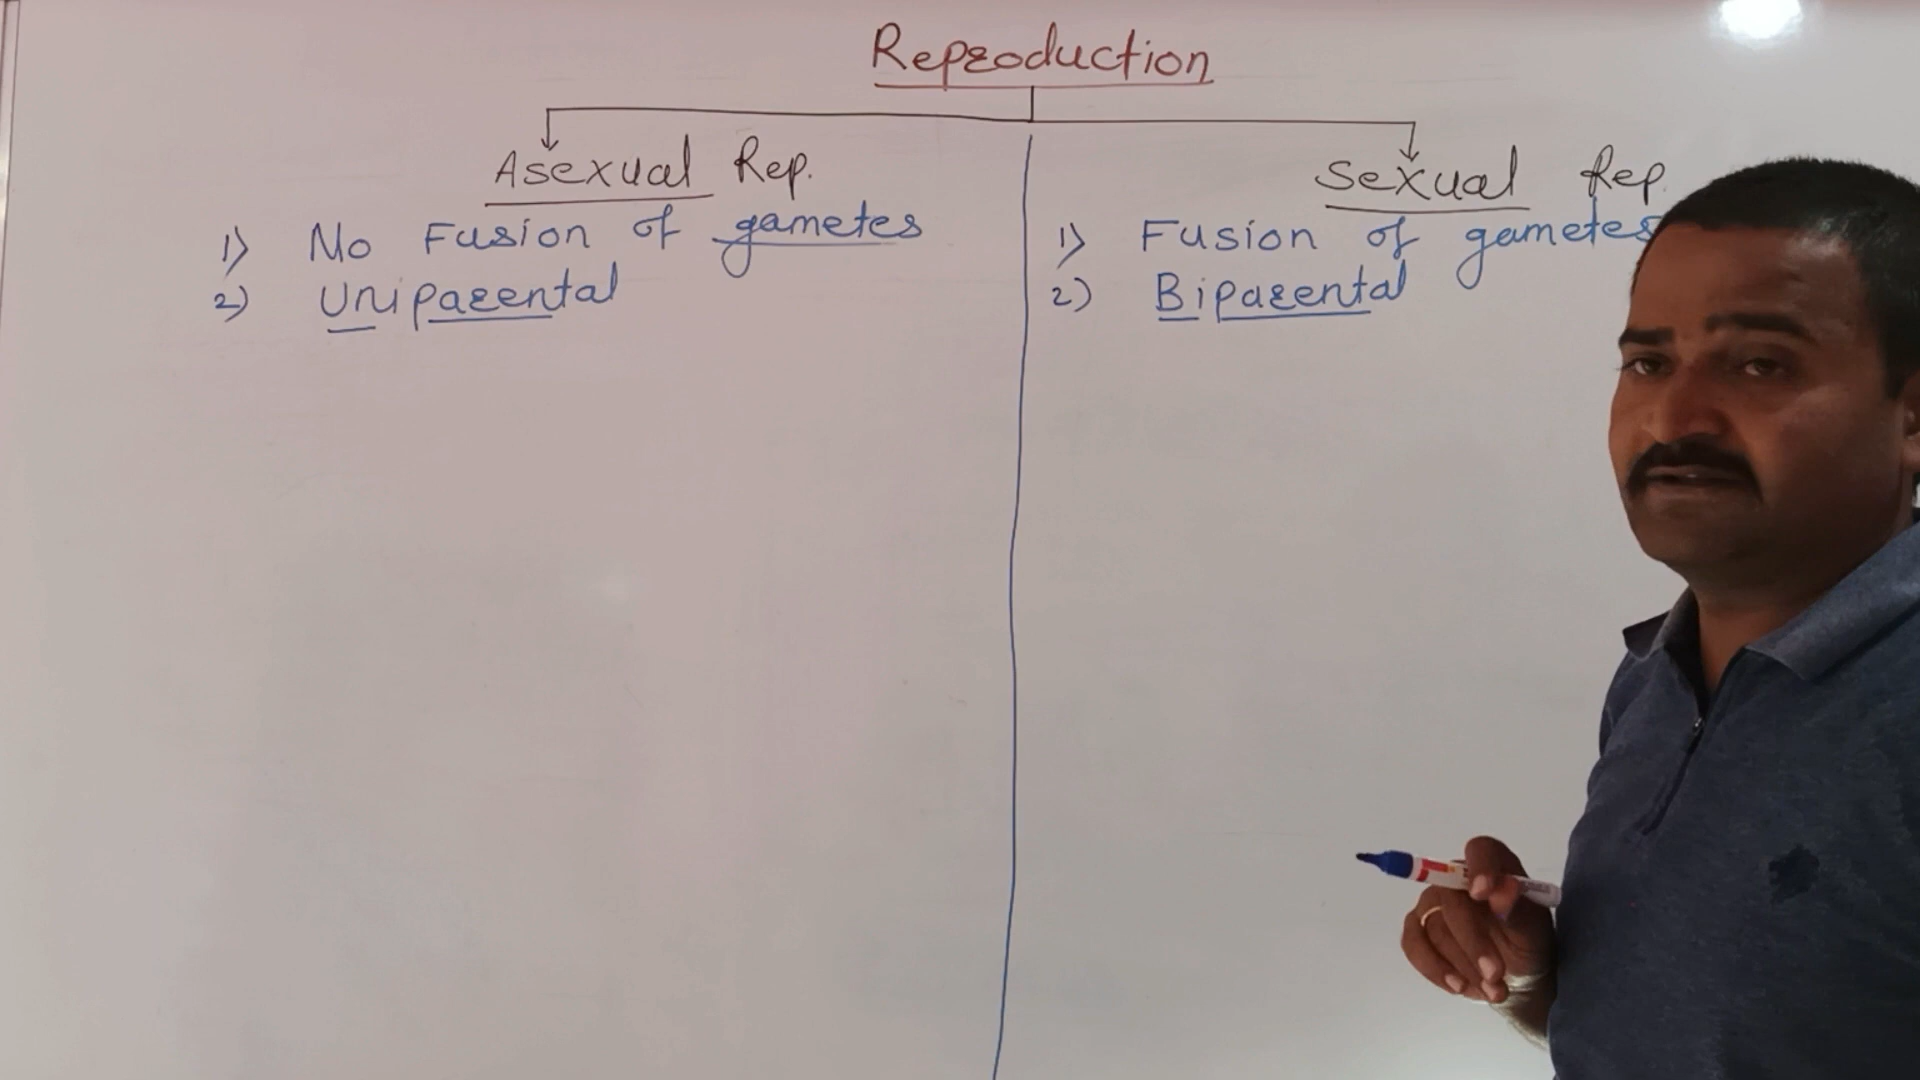 Reproduction
Asexual Rep.
1) No Fusion of gametes
2) Uniparental
Sexual Rep.
1) Fusion of gametes
2) Biparental